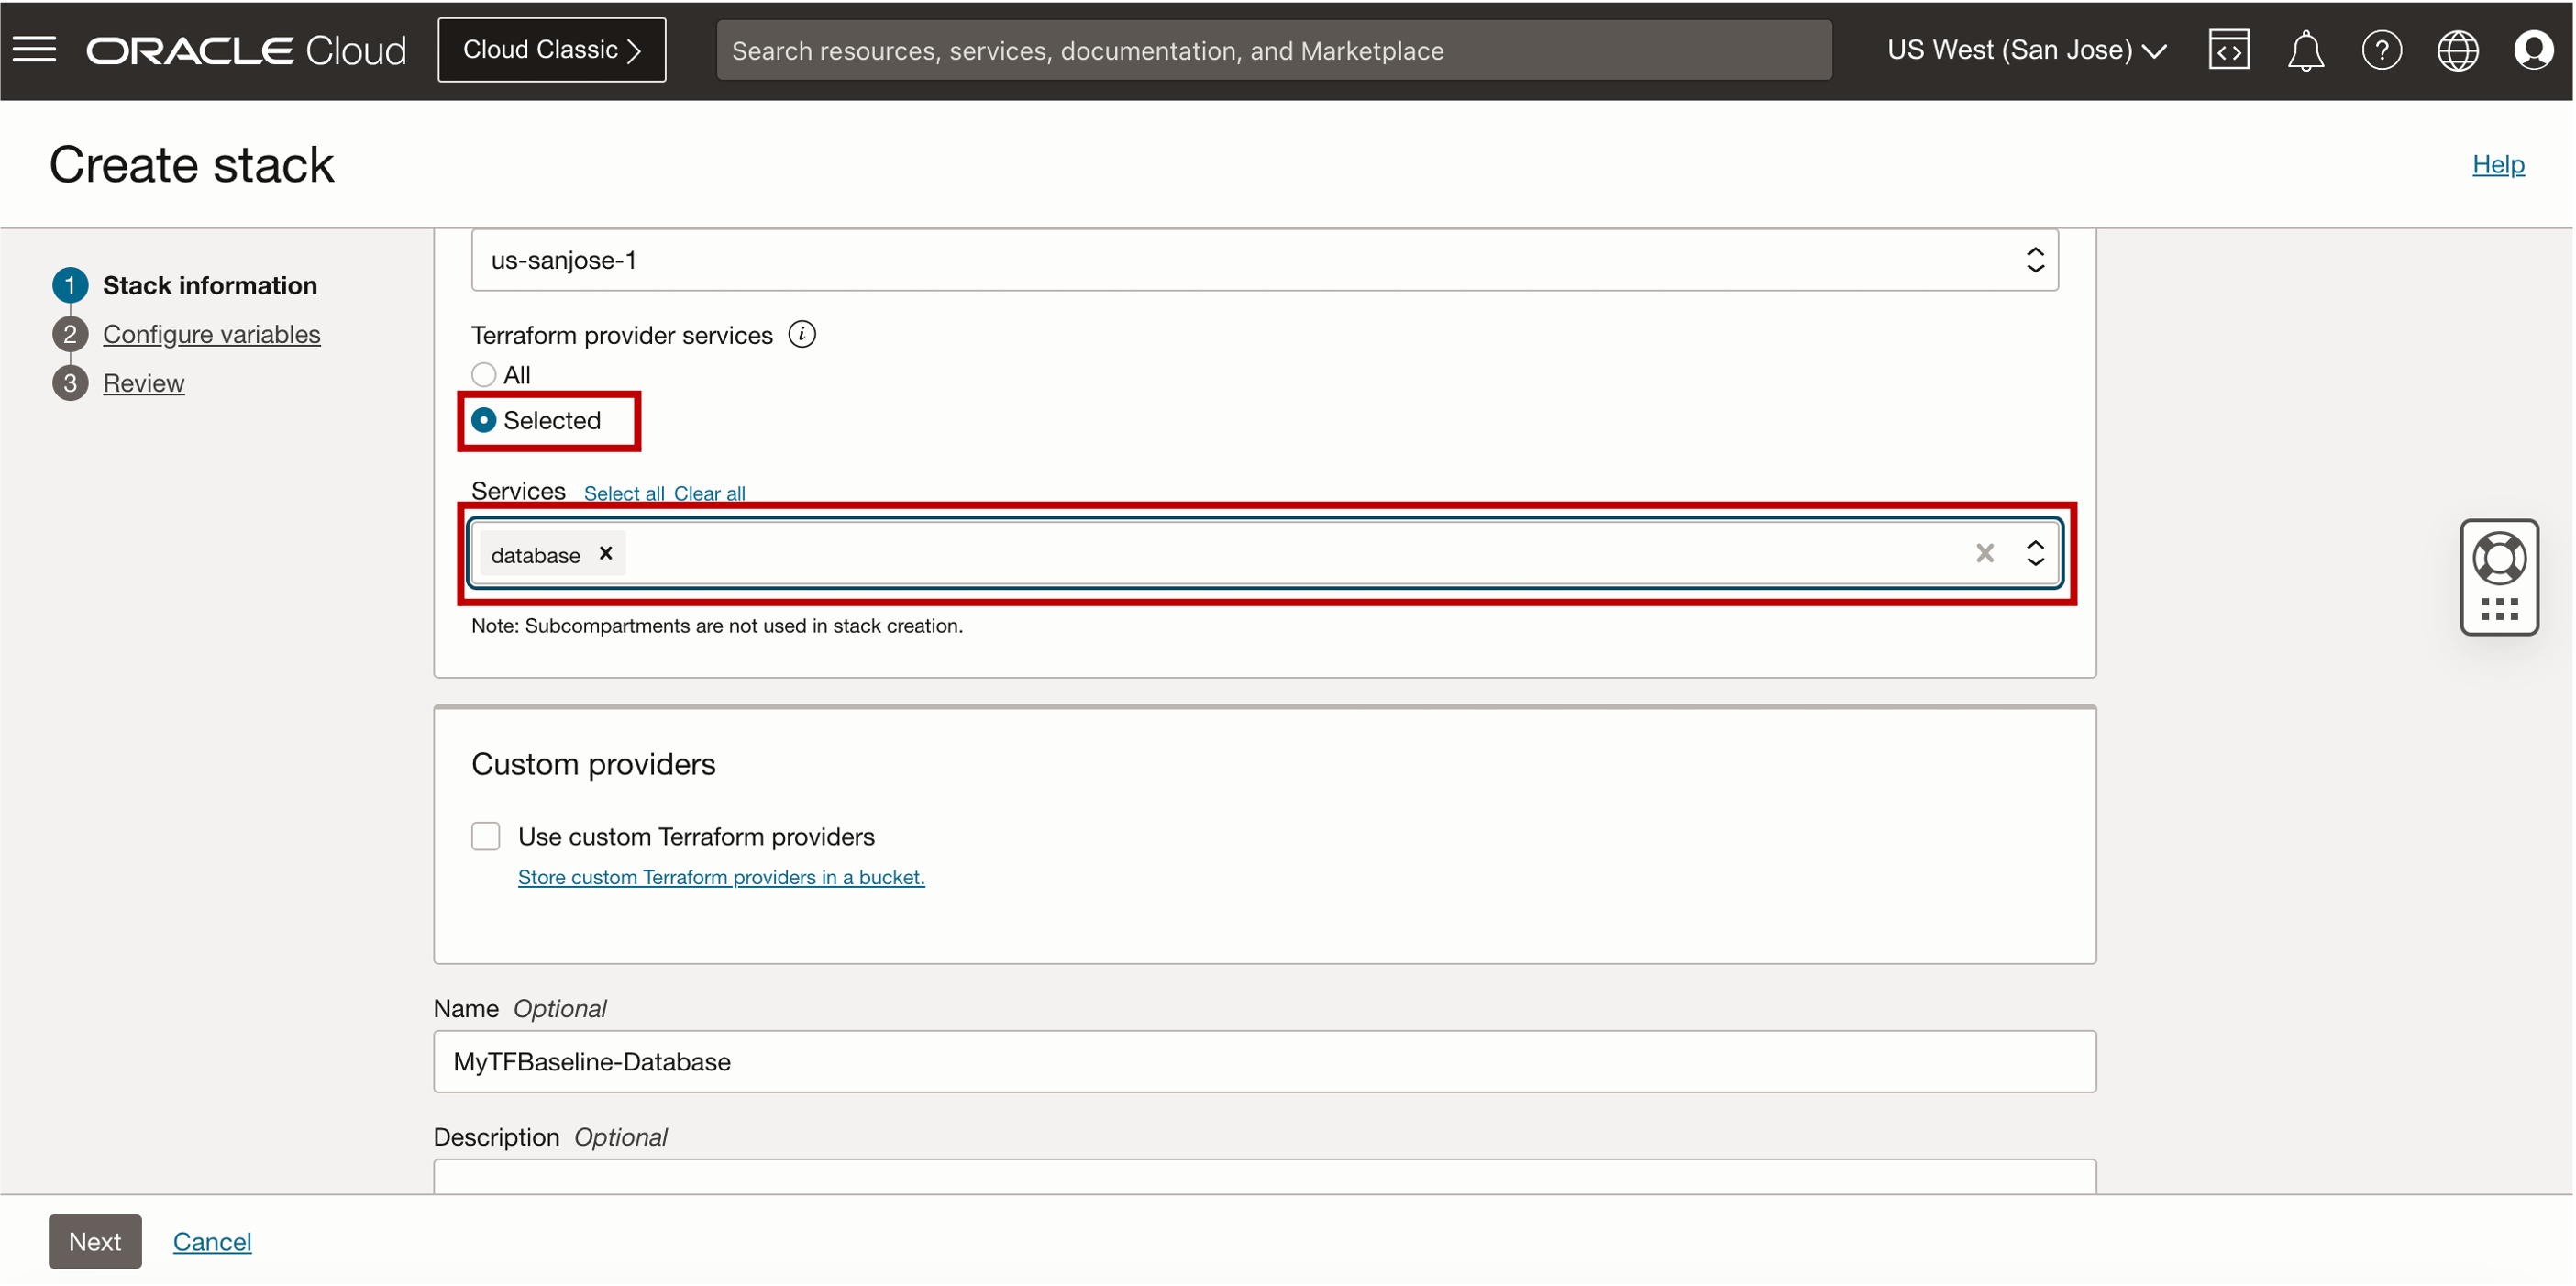 ORACLE Cloud
Cloud Classic
Search resources, services, documentation, and Marketplace
US West (San Jose)
?
Create stack
Help
1 Stack information
2 Configure variables
3 Review
us-sanjose-1
Terraform provider services i
All
Selected
Services Select all Clear all
database
Note: Subcompartments are not used in stack creation.
Custom providers
Use custom Terraform providers
Store custom Terraform providers in a bucket.
Name Optional
MyTFBaseline-Database
Description Optional
Next Cancel